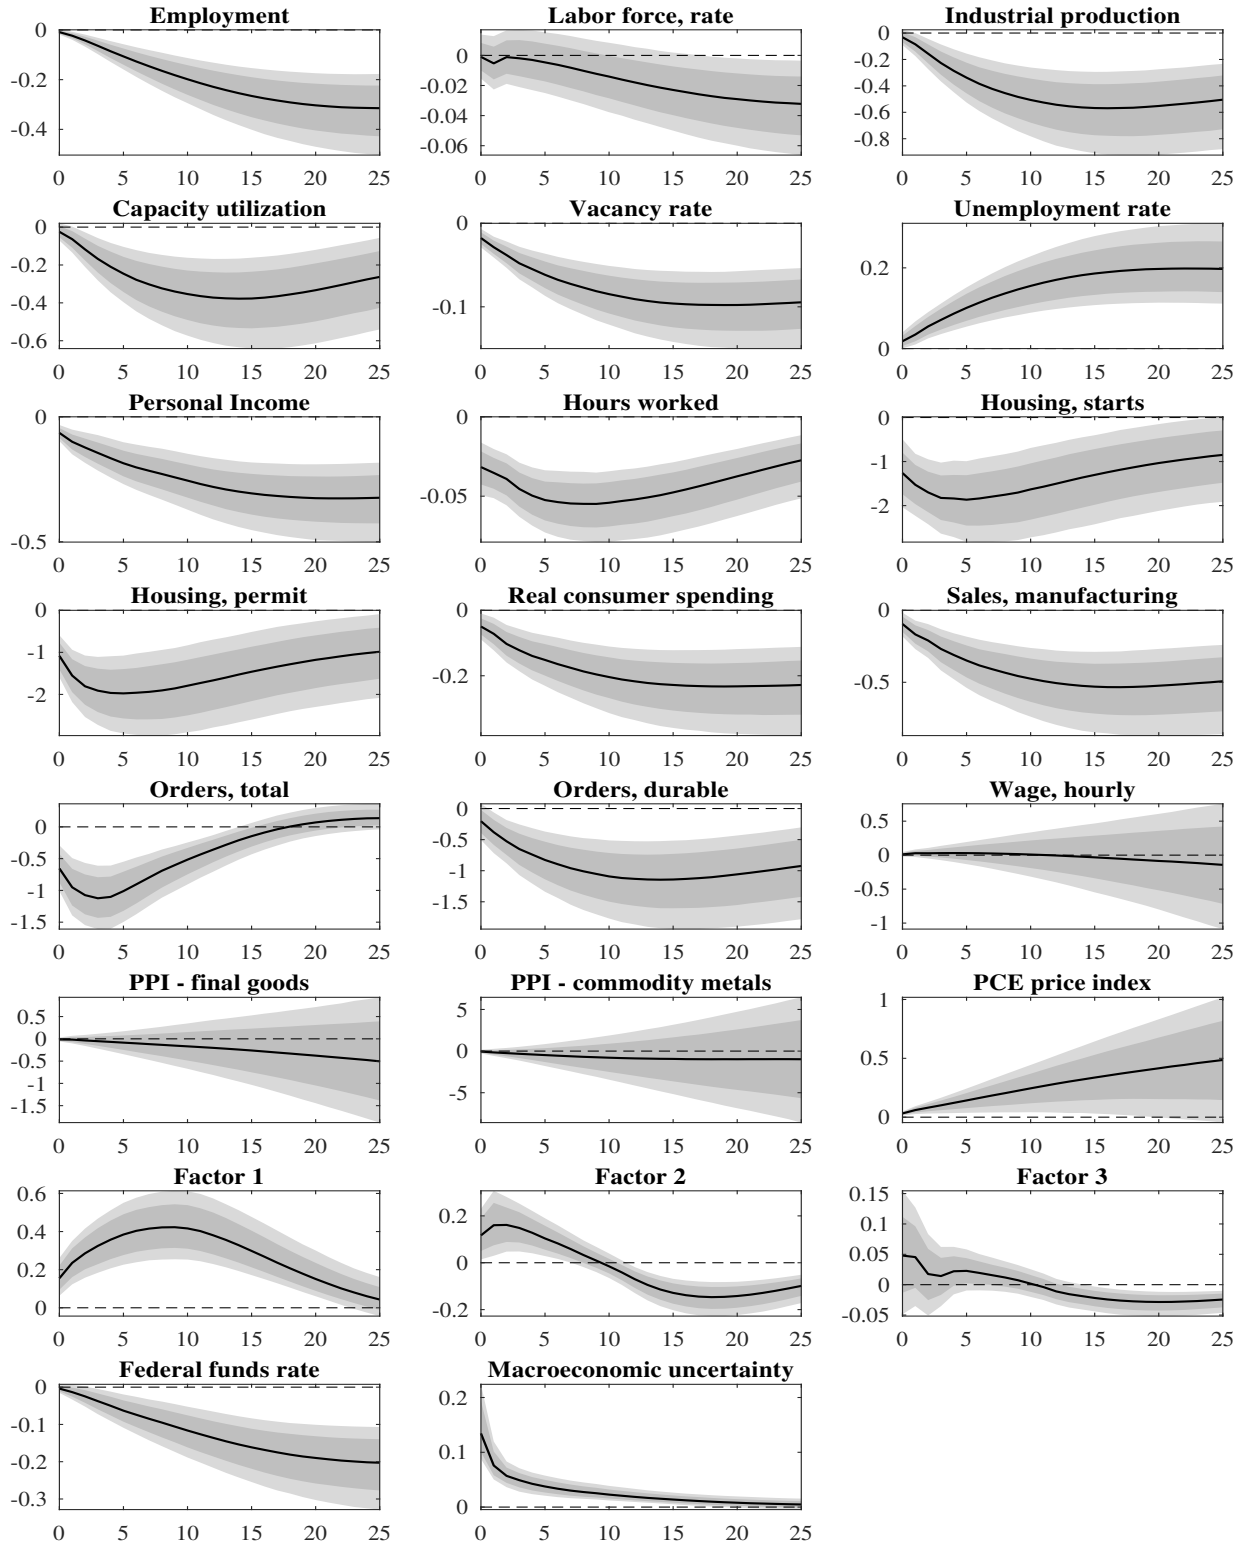 Employment Labor force, rate Industrial production
0 0 0
-0.2 -0.02 -0.2
-0.4 -0.04 -0.4
-0.06 -0.6
-0.8
0 5 10 15 20 25 0 5 10 15 20 25 0 5 10 15 20 25
Capacity utilization Vacancy rate Unemployment rate
0 0 0.2
-0.2 -0.1 0
-0.4
-0.6
0 5 10 15 20 25 0 5 10 15 20 25 0 5 10 15 20 25
Personal Income Hours worked Housing, starts
0 0 0
-0.5 -0.05 -1
-2
0 5 10 15 20 25 0 5 10 15 20 25 0 5 10 15 20 25
Housing, permit Real consumer spending Sales, manufacturing
0 0 0
-1 -0.2 -0.5
-2
0 5 10 15 20 25 0 5 10 15 20 25 0 5 10 15 20 25
Orders, total Orders, durable Wage, hourly
0 0 0.5
-0.5 -0.5 0
-1 -1 -0.5
-1.5 -1.5 -1
0 5 10 15 20 25 0 5 10 15 20 25 0 5 10 15 20 25
PPI - final goods PPI - commodity metals PCE price index
0.5 5 1
0 0 0.5
-0.5 -5 0
-1
-1.5
0 5 10 15 20 25 0 5 10 15 20 25 0 5 10 15 20 25
Factor 1 Factor 2 Factor 3
0.6 0.2 0.15
0.4 0 0.10
0.2 -0.2 0.05
0 0
-0.05
0 5 10 15 20 25 0 5 10 15 20 25 0 5 10 15 20 25
Federal funds rate Macroeconomic uncertainty
0 0.2
-0.1 0.1
-0.2 0
-0.3
0 5 10 15 20 25 0 5 10 15 20 25